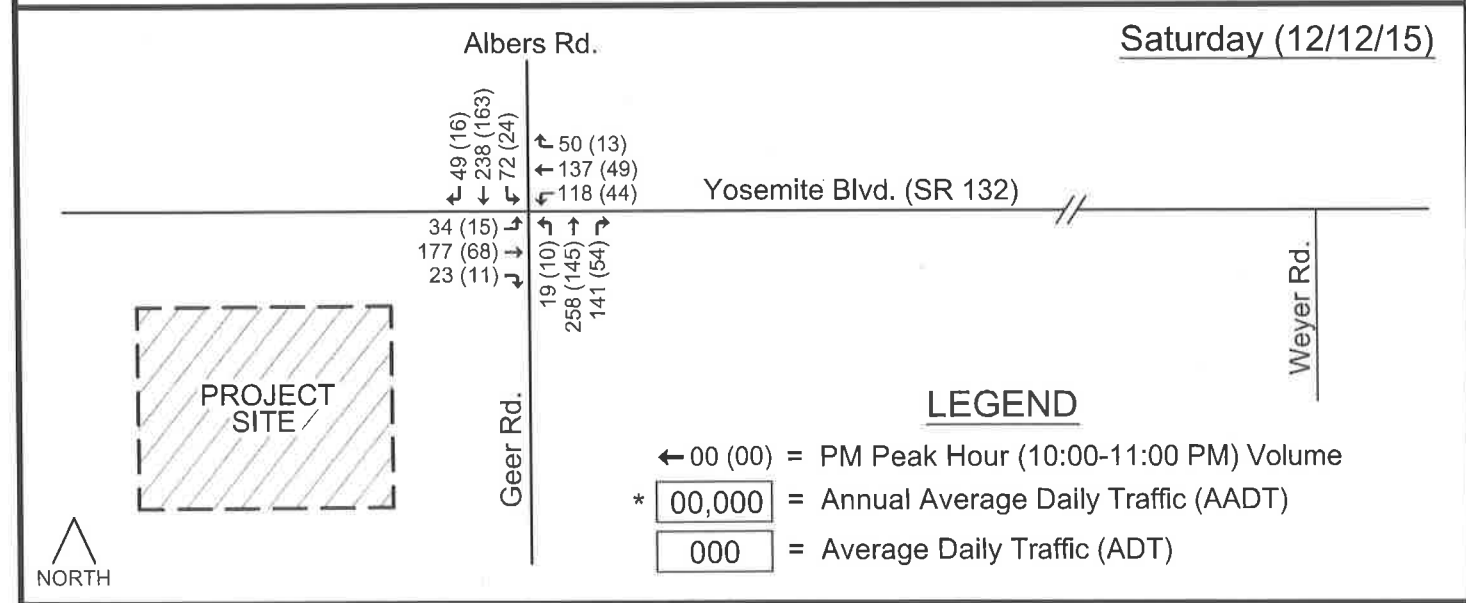 Saturday (12/12/15)
Albers Rd.
49 (16)
238 (163)
72 (24)
50 (13)
137 (49)
118 (44)
Yosemite Blvd. (SR 132)
34 (15)
177 (68)
23 (11)
19 (10)
258 (145)
141 (54)
Weyer Rd.
PROJECT
SITE
Geer Rd.
LEGEND
←00 (00) = PM Peak Hour (10:00-11:00 PM) Volume
* 00,000 = Annual Average Daily Traffic (AADT)
000 = Average Daily Traffic (ADT)
NORTH